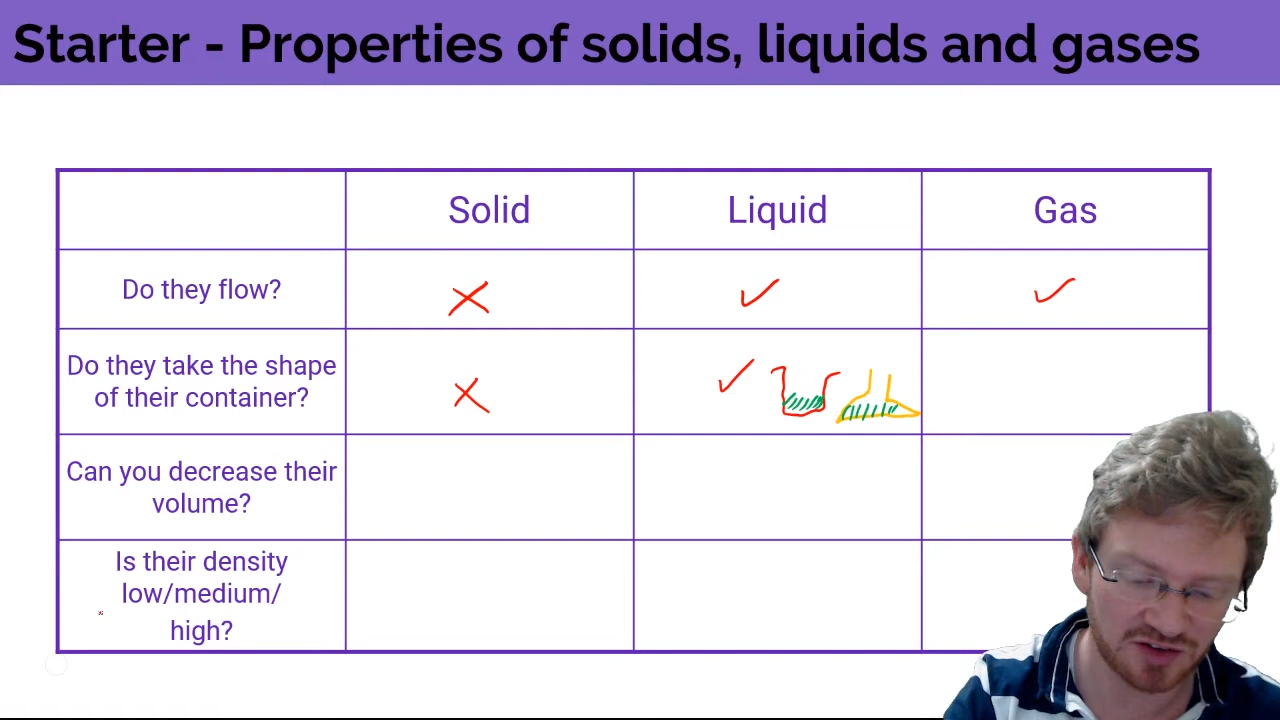 Starter - Properties of solids, liquids and gases
Solid
Liquid
Gas
Do they flow?
Do they take the shape
of their container?
Can you decrease their
volume?
Is their density
low/medium/
high?